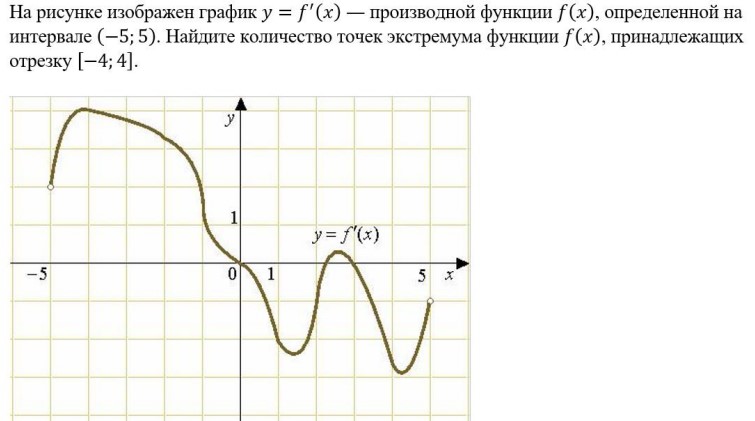 На рисунке изображен график y = f′(x) — производной функции f(x), определенной на
интервале (−5; 5). Найдите количество точек экстремума функции f(x), принадлежащих
отрезку [−4; 4].
y
1
y = f′(x)
−5
0
1
5
x